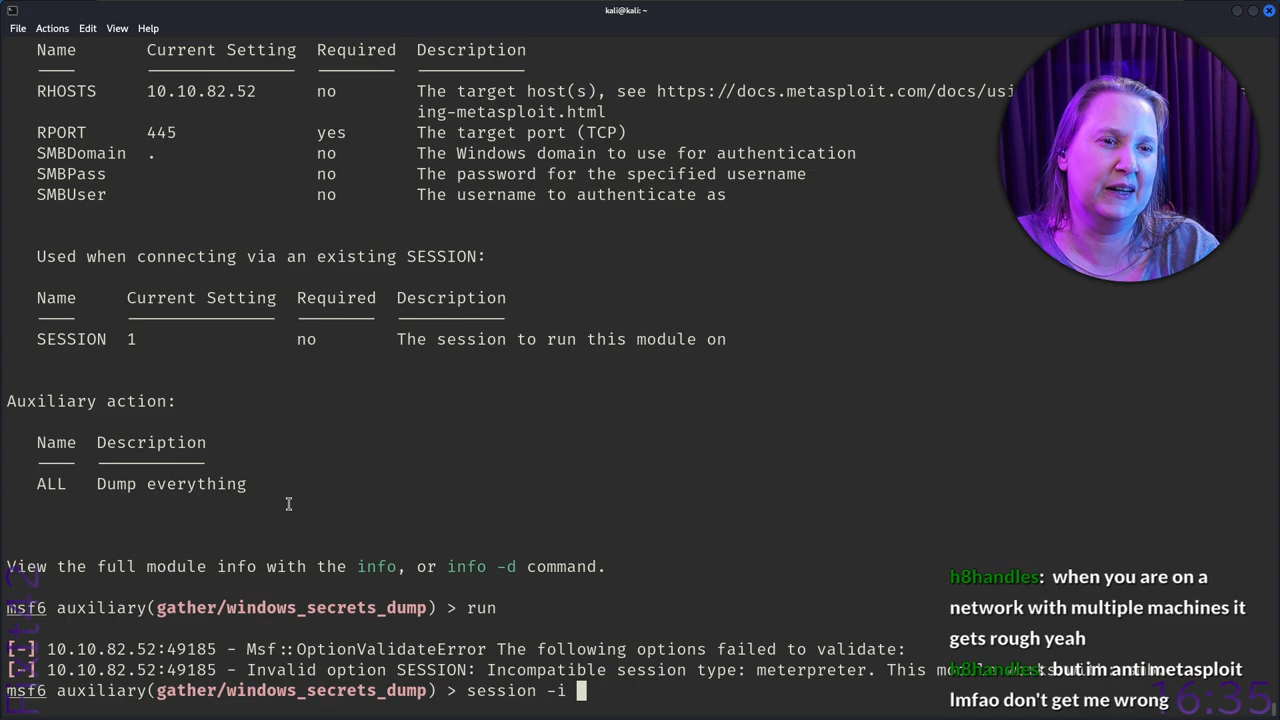 kali@kali: ~
File Actions Edit View Help
Name Current Setting Required Description
RHOSTS 10.10.82.52 no The target host(s), see https://docs.metasploit.com/docs/usi
ing-metasploit.html
RPORT 445 yes The target port (TCP)
SMBDomain . no The Windows domain to use for authentication
SMBPass no The password for the specified username
SMBUser no The username to authenticate as
Used when connecting via an existing SESSION:
Name Current Setting Required Description
SESSION 1 no The session to run this module on
Auxiliary action:
Name Description
ALL Dump everything
View the full module info with the info, or info -d command.
msf6 auxiliary(gather/windows_secrets_dump) > run
[-] 10.10.82.52:49185 - Msf::OptionValidateError The following options failed to validate:
[-] 10.10.82.52:49185 - Invalid option SESSION: Incompatible session type: meterpreter. This
msf6 auxiliary(gather/windows_secrets_dump) > session -i
h8handles: when you are on a
network with multiple machines it
gets rough yeah
h8handles: but im anti metasploit
lmfao don't get me wrong
16:35